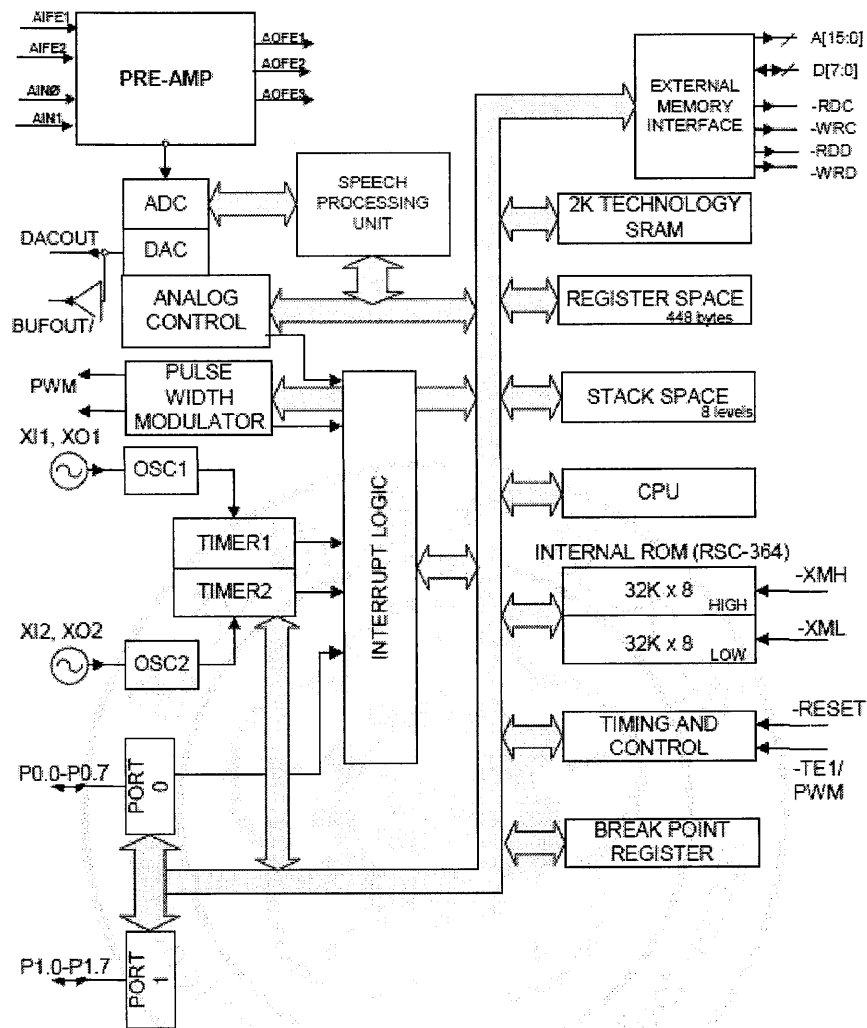 AIFE1
AIFE2
AINØ
AIN1
PRE-AMP
AOFE1
AOFE2
AOFE3
EXTERNAL
MEMORY
INTERFACE
A[15:0]
D[7:0]
-RDC
-WRC
-RDD
-WRD
ADC
DAC
SPEECH
PROCESSING
UNIT
DACOUT
BUFOUT/
ANALOG
CONTROL
2K TECHNOLOGY
SRAM
REGISTER SPACE
448 bytes
PWM
PULSE
WIDTH
MODULATOR
STACK SPACE
8 levels
XI1, XO1
OSC1
TIMER1
TIMER2
XI2, XO2
OSC2
INTERRUPT LOGIC
CPU
INTERNAL ROM (RSC-364)
32K x 8
HIGH
32K x 8
LOW
-XMH
-XML
TIMING AND
CONTROL
-RESET
-TE1/
PWM
P0.0-P0.7
PORT
0
BREAK POINT
REGISTER
P1.0-P1.7
PORT
1